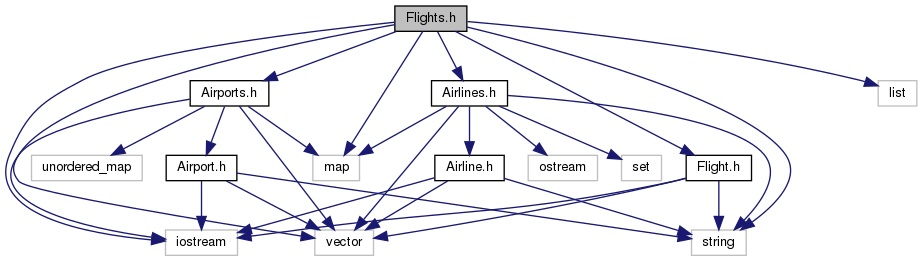 Flights.h
Airports.h
Airlines.h
list
unordered_map
Airport.h
map
Airline.h
ostream
set
Flight.h
iostream
vector
string